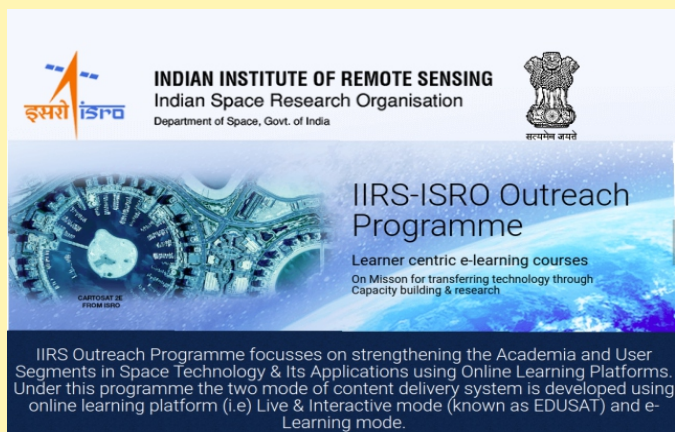 INDIAN INSTITUTE OF REMOTE SENSING
Indian Space Research Organisation
Department of Space, Govt. of India
इसरो isro
सत्यमेव जयते
IIRS-ISRO Outreach
Programme
Learner centric e-learning courses
On Misson for transferring technology through
Capacity building & research
CARTOSAT 2E
FROM ISRO
IIRS Outreach Programme focusses on strengthening the Academia and User
Segments in Space Technology & Its Applications using Online Learning Platforms.
Under this programme the two mode of content delivery system is developed using
online learning platform (i.e) Live & Interactive mode (known as EDUSAT) and e-
Learning mode.